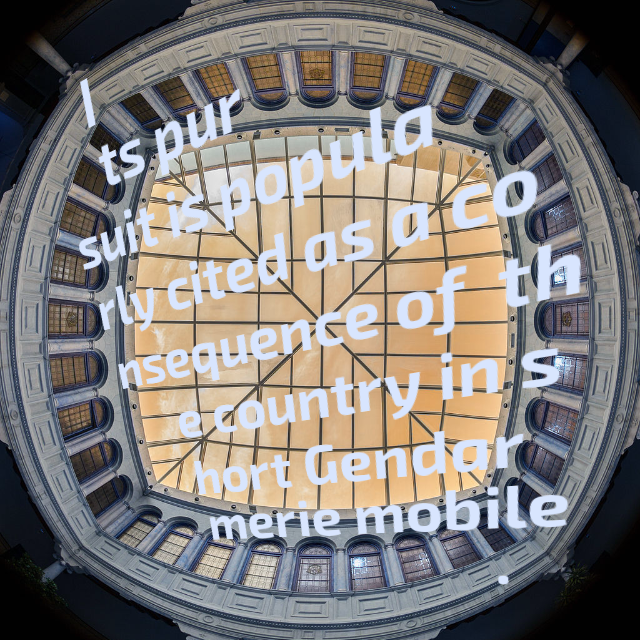 I
ts pur
suit is popula
rly cited as a co
nsequence of th
e country in s
hort Gendar
merie mobile
.